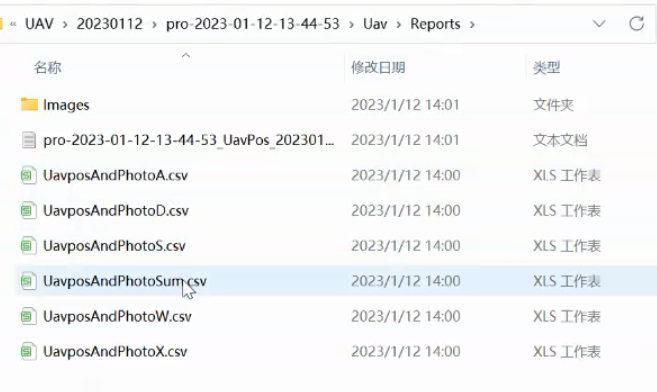 « UAV › 20230112 › pro-2023-01-12-13-44-53 › Uav › Reports ›
名称 修改日期 类型
Images 2023/1/12 14:01 文件夹
pro-2023-01-12-13-44-53_UavPos_202301... 2023/1/12 14:01 文本文档
UavposAndPhotoA.csv 2023/1/12 14:00 XLS 工作表
UavposAndPhotoD.csv 2023/1/12 14:00 XLS 工作表
UavposAndPhotoS.csv 2023/1/12 14:00 XLS 工作表
UavposAndPhotoSum.csv 2023/1/12 14:00 XLS 工作表
UavposAndPhotoW.csv 2023/1/12 14:00 XLS 工作表
UavposAndPhotoX.csv 2023/1/12 14:00 XLS 工作表